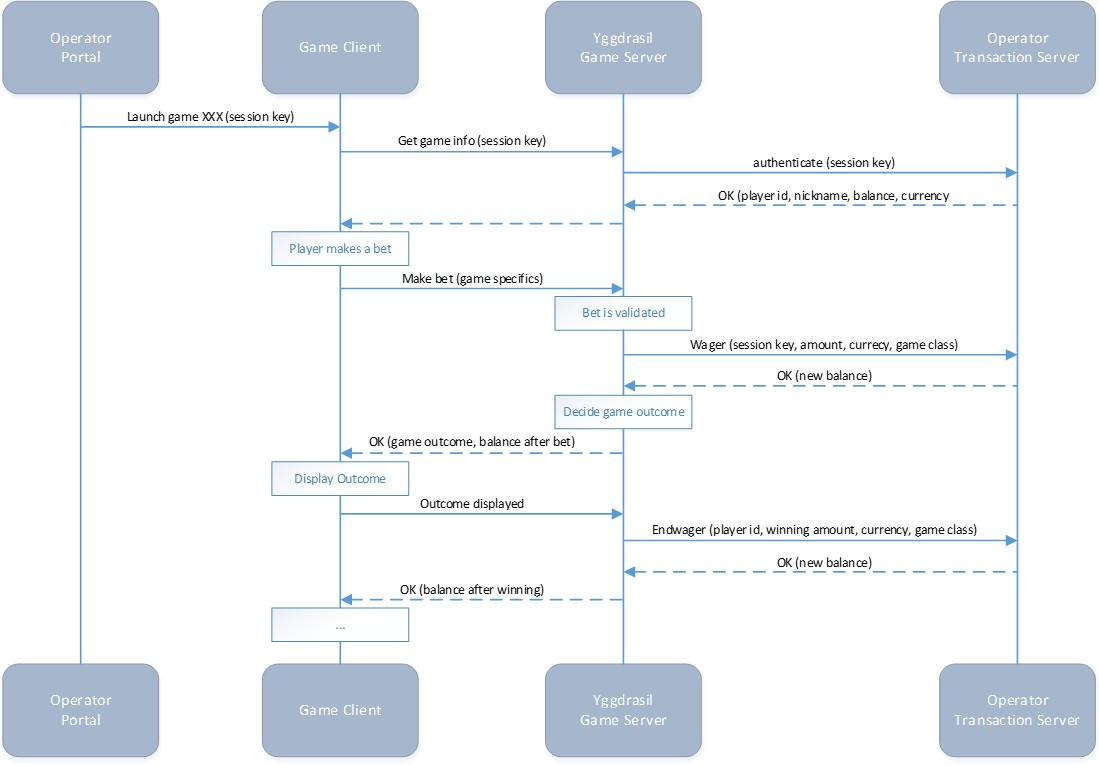 Operator
Portal
Game Client
Yggdrasil
Game Server
Operator
Transaction Server
Launch game XXX (session key)
Get game info (session key)
authenticate (session key)
OK (player id, nickname, balance, currency
Player makes a bet
Make bet (game specifics)
Bet is validated
Wager (session key, amount, currecy, game class)
OK (new balance)
Decide game outcome
OK (game outcome, balance after bet)
Display Outcome
Outcome displayed
Endwager (player id, winning amount, currency, game class)
OK (new balance)
OK (balance after winning)
...
Operator
Portal
Game Client
Yggdrasil
Game Server
Operator
Transaction Server